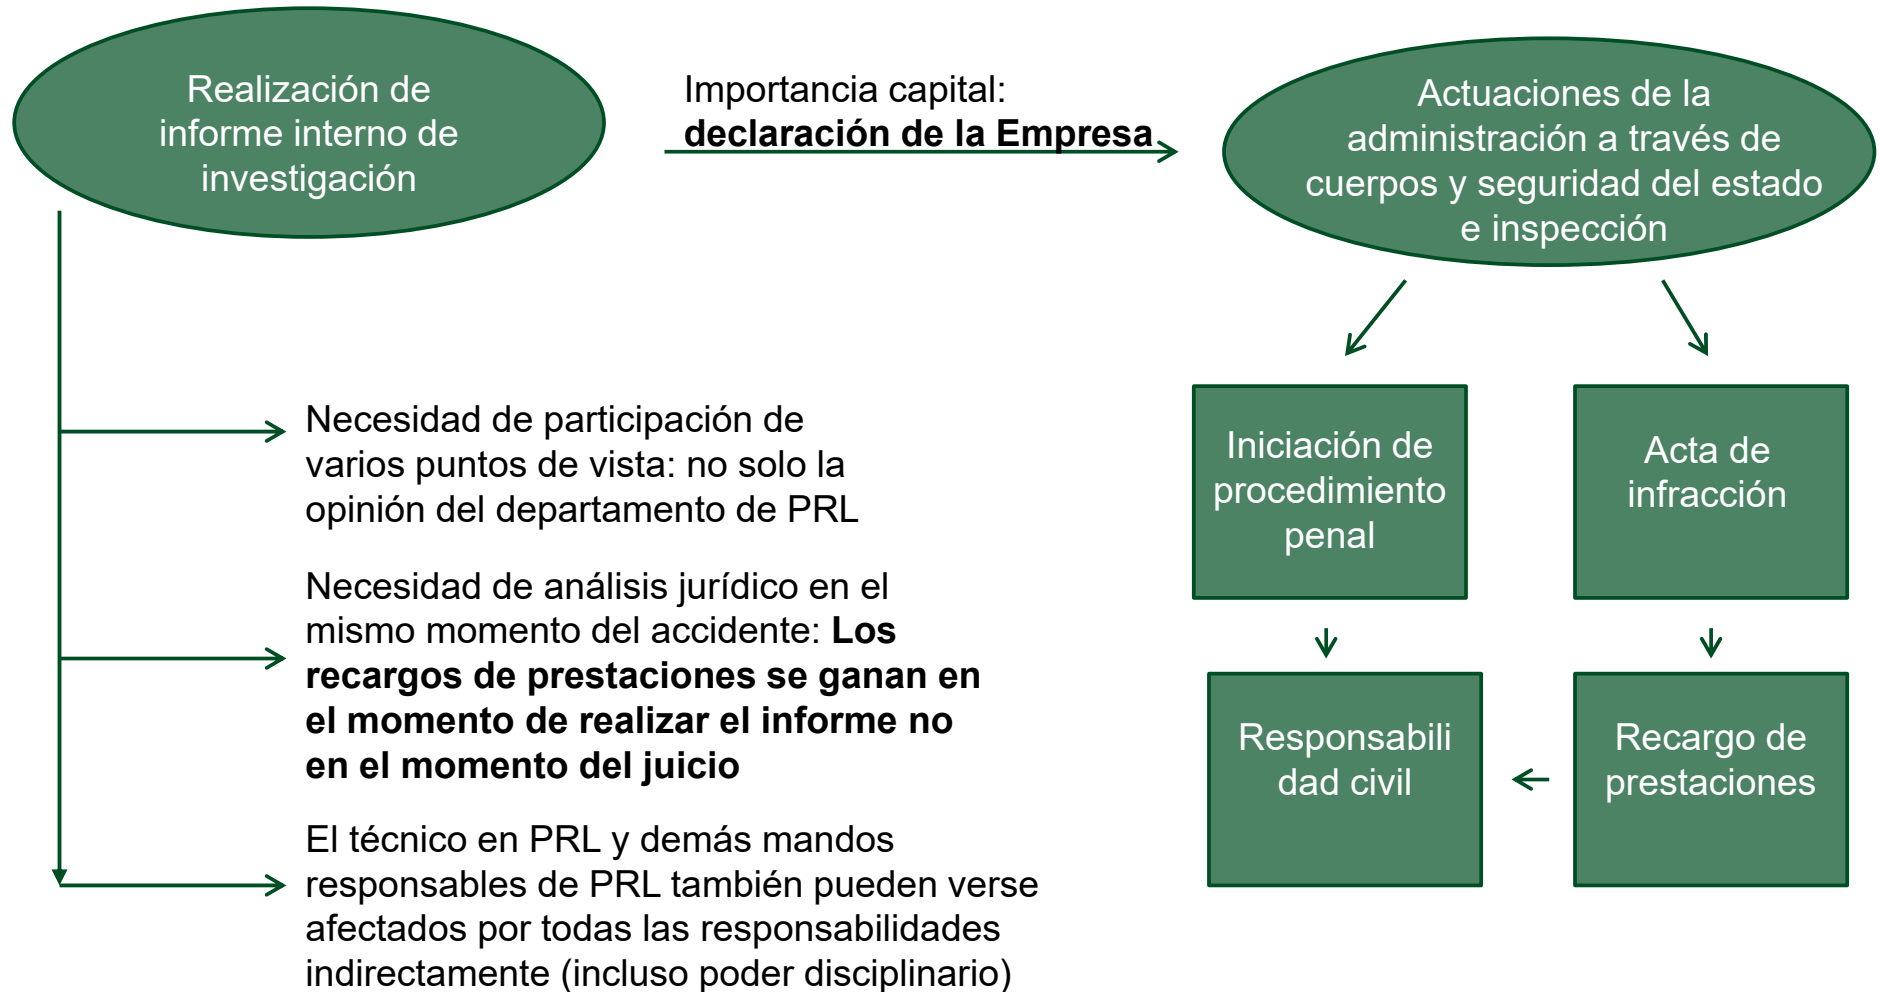 Realización de
informe interno de
investigación
Importancia capital:
declaración de la Empresa
Actuaciones de la
administración a través de
cuerpos y seguridad del estado
e inspección
Necesidad de participación de
varios puntos de vista: no solo la
opinión del departamento de PRL
Necesidad de análisis jurídico en el
mismo momento del accidente: Los
recargos de prestaciones se ganan en
el momento de realizar el informe no
en el momento del juicio
El técnico en PRL y demás mandos
responsables de PRL también pueden verse
afectados por todas las responsabilidades
indirectamente (incluso poder disciplinario)
Iniciación de
procedimiento
penal
Acta de
infracción
Responsabili
dad civil
Recargo de
prestaciones